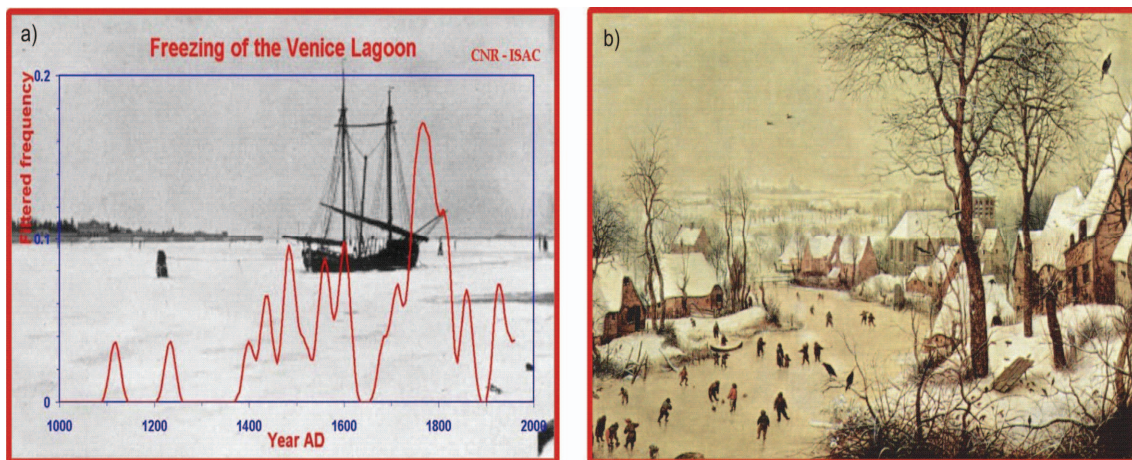 a)
Freezing of the Venice Lagoon
CNR - ISAC
Filtered frequency
0.2
0.1
0
1000
1200
1400
1600
1800
2000
Year AD
b)